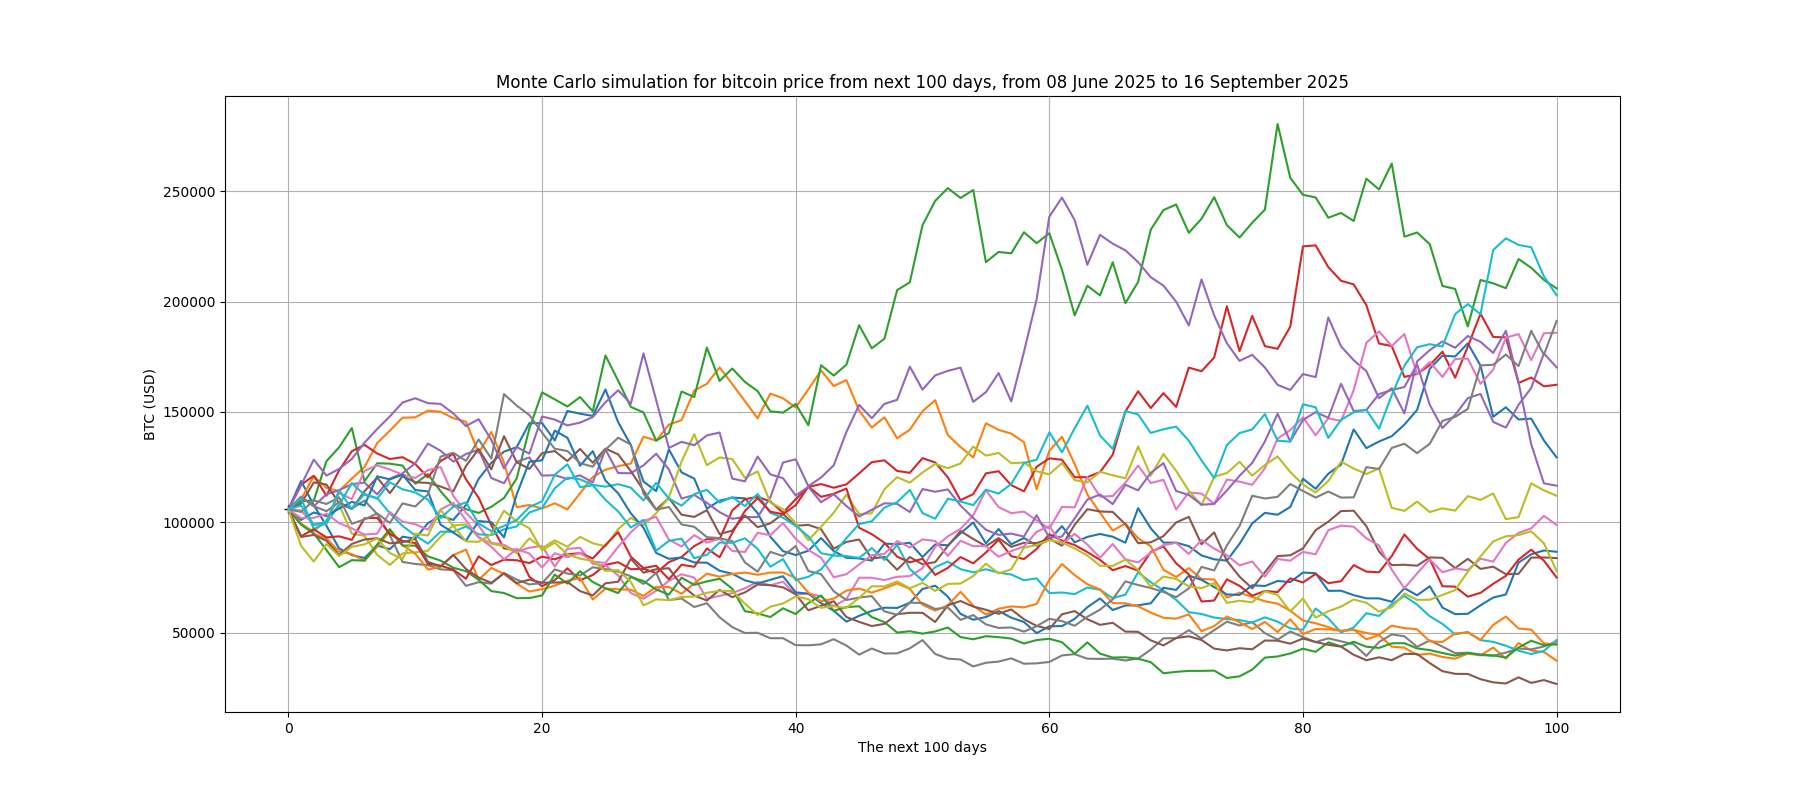 Monte Carlo simulation for bitcoin price from next 100 days, from 08 June 2025 to 16 September 2025
BTC (USD)
250000
200000
150000
100000
50000
0 20 40 60 80 100
The next 100 days